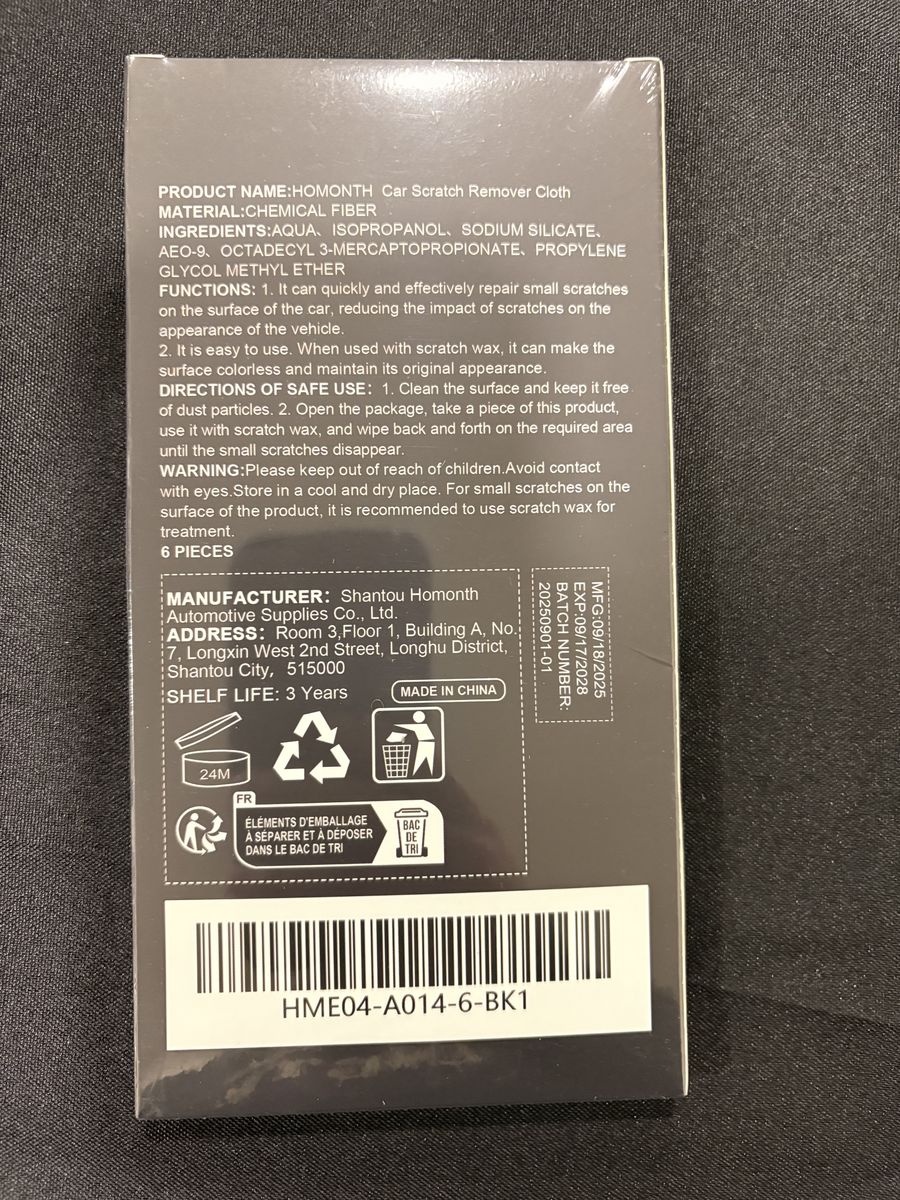 PRODUCT NAME:HOMONTH Car Scratch Remover Cloth
MATERIAL:CHEMICAL FIBER
INGREDIENTS:AQUA、ISOPROPANOL、SODIUM SILICATE、
AEO-9、OCTADECYL 3-MERCAPTOPROPIONATE、PROPYLENE
GLYCOL METHYL ETHER
FUNCTIONS: 1. It can quickly and effectively repair small scratches
on the surface of the car, reducing the impact of scratches on the
appearance of the vehicle.
2. It is easy to use. When used with scratch wax, it can make the
surface colorless and maintain its original appearance.
DIRECTIONS OF SAFE USE：1. Clean the surface and keep it free
of dust particles. 2. Open the package, take a piece of this product,
use it with scratch wax, and wipe back and forth on the required area
until the small scratches disappear.
WARNING:Please keep out of reach of children.Avoid contact
with eyes.Store in a cool and dry place. For small scratches on the
surface of the product, it is recommended to use scratch wax for
treatment.
6 PIECES
MANUFACTURER：Shantou Homonth
Automotive Supplies Co., Ltd.
ADDRESS：Room 3,Floor 1, Building A, No.
7, Longxin West 2nd Street, Longhu District,
Shantou City，515000
SHELF LIFE: 3 Years
MADE IN CHINA
24M
FR
ÉLÉMENTS D'EMBALLAGE
À SÉPARER ET À DÉPOSER
DANS LE BAC DE TRI
BAC
DE
TRI
MFG:09/18/2025
EXP:09/17/2028
BATCH NUMBER:
20250901-01
HME04-A014-6-BK1